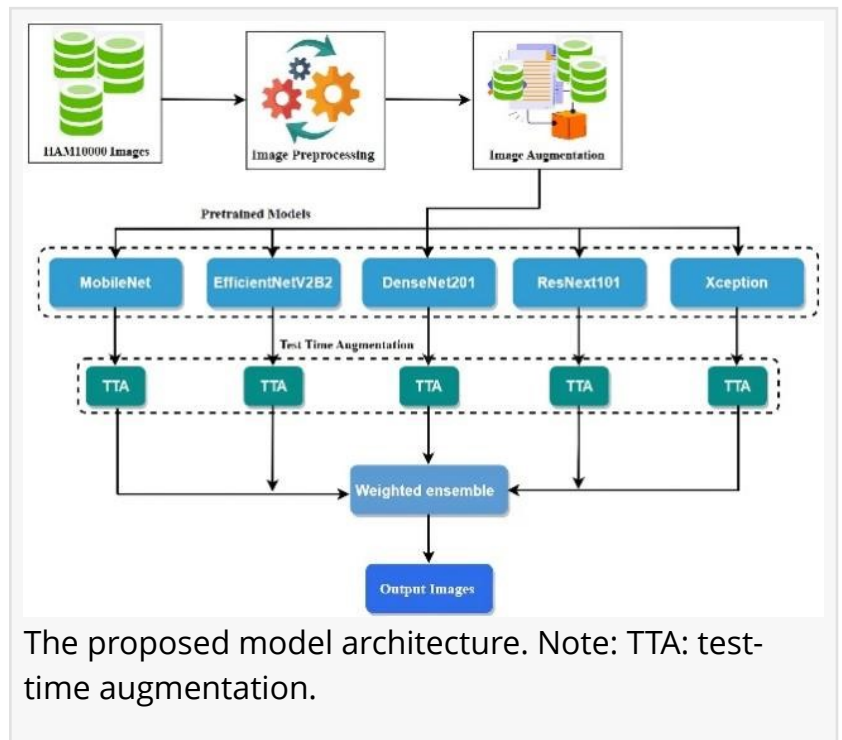 HAM10000 Images
Image Preprocessing
Image Augmentation
Pretrained Models
MobileNet
EfficientNetV2B2
DenseNet201
ResNext101
Xception
Test Time Augmentation
TTA
TTA
TTA
TTA
TTA
Weighted ensemble
Output Images
The proposed model architecture. Note: TTA: test-
time augmentation.